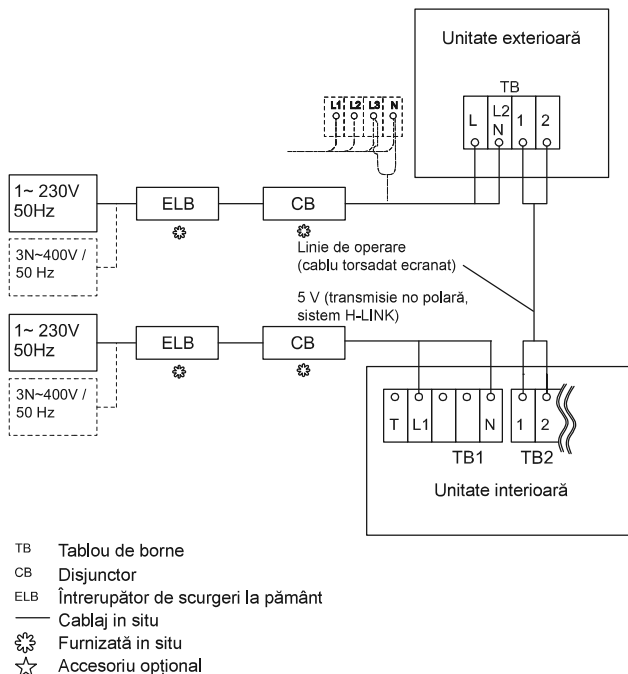 Unitate exterioară
TB
L1 L2 L3 N
L L2 N 1 2
1~ 230V
50Hz
ELB
CB
3N~400V /
50 Hz
Linie de operare
(cablu torsadat ecranat)
5 V (transmisie no polară,
sistem H-LINK)
1~ 230V
50Hz
ELB
CB
3N~400V /
50 Hz
T L1 N 1 2
TB1 TB2
Unitate interioară
TB Tablou de borne
CB Disjunctor
ELB Întrerupător de scurgeri la pământ
Cablaj in situ
Furnizată in situ
Accesoriu opțional